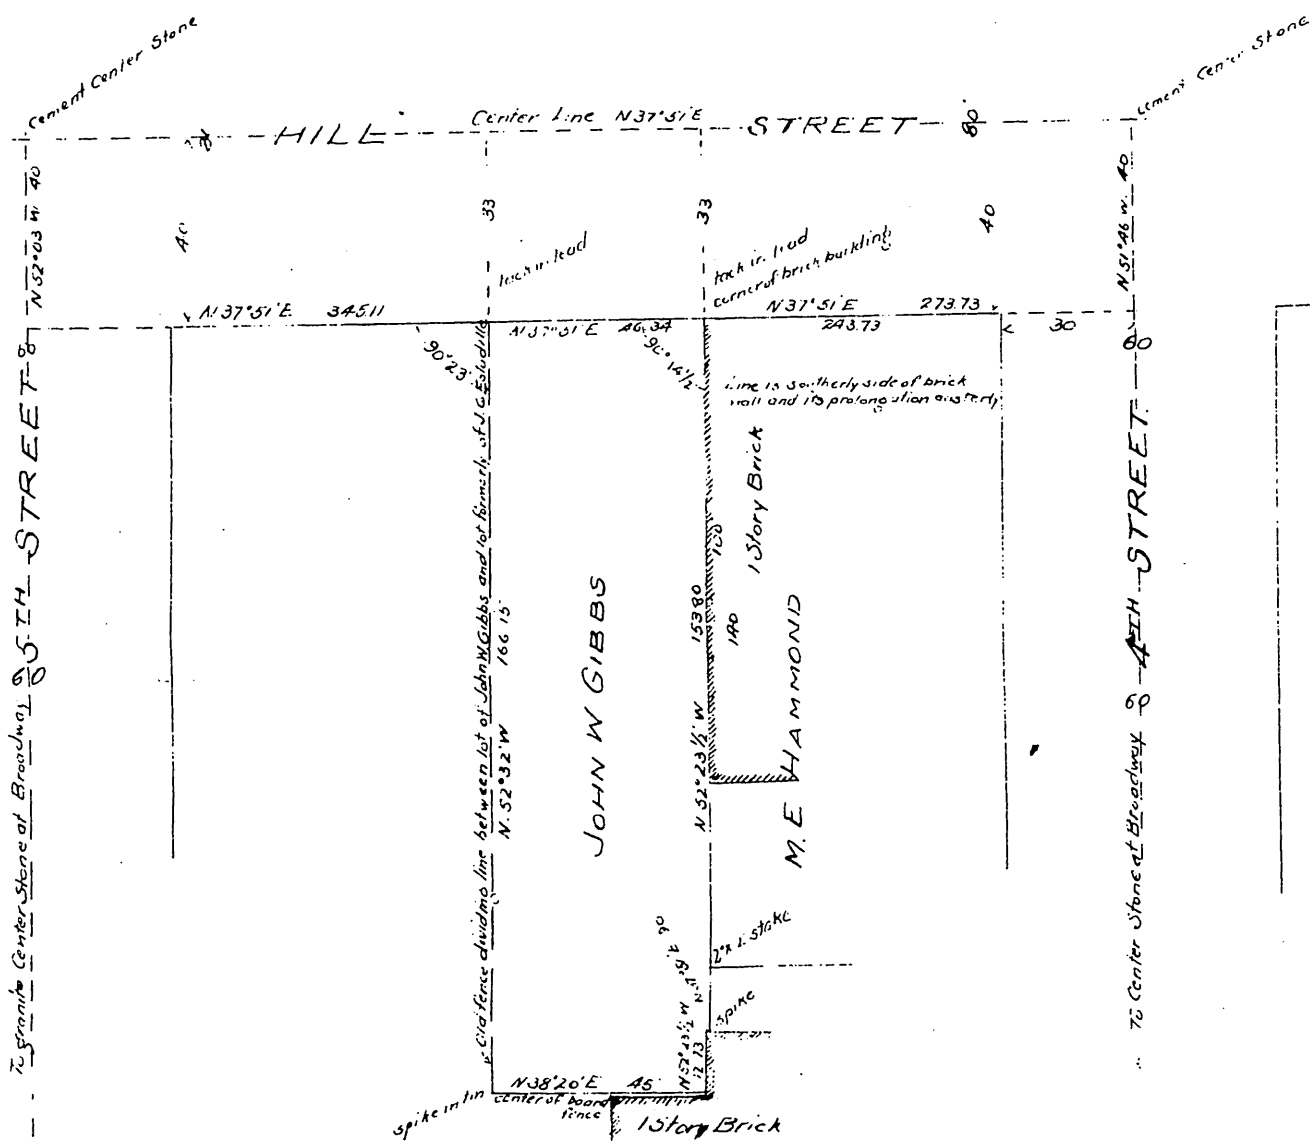 Cement Center Stone
Cement Center Stone
HILL
Center Line N37°51'E
STREET
80
N52°03'W 40
40
33
33
40
N51°46'W 40
tack in lead
tack in lead
corner of brick building
N37°51'E 345.11
N37°51'E 46.34
N37°51'E 273.73
243.73
30
60
90°23'
90°14½
Line is southerly side of brick
wall and its prolongation easterly
5TH STREET
4TH STREET
60
To granite Center Stone at Broadway
To Center Stone at Broadway
Old fence dividing line between lot of John W Gibbs and lot formerly of J.G. Estudillo
N.52°32'W 166.15
JOHN W GIBBS
N.52°23½'W 153.80
100
140
1 Story Brick
M. E HAMMOND
2"x 2" stake
spike
N52°23½'W
12.13
N38°20'E 45
spike in tin
center of board
fence
1 Story Brick